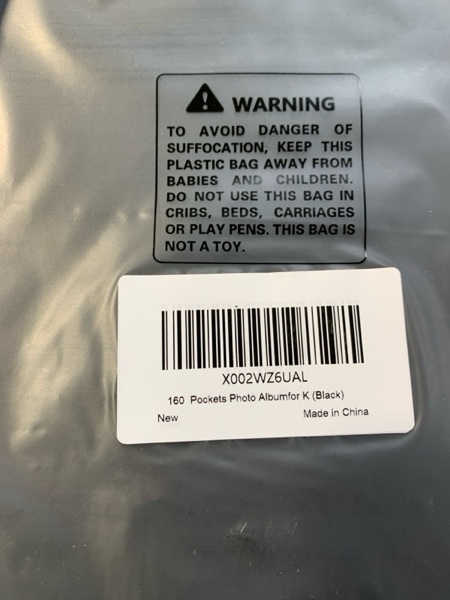 WARNING
TO AVOID DANGER OF
SUFFOCATION, KEEP THIS
PLASTIC BAG AWAY FROM
BABIES AND CHILDREN.
DO NOT USE THIS BAG IN
CRIBS, BEDS, CARRIAGES
OR PLAY PENS. THIS BAG IS
NOT A TOY.
X002WZ6UAL
160 Pockets Photo Albumfor K (Black)
New Made in China